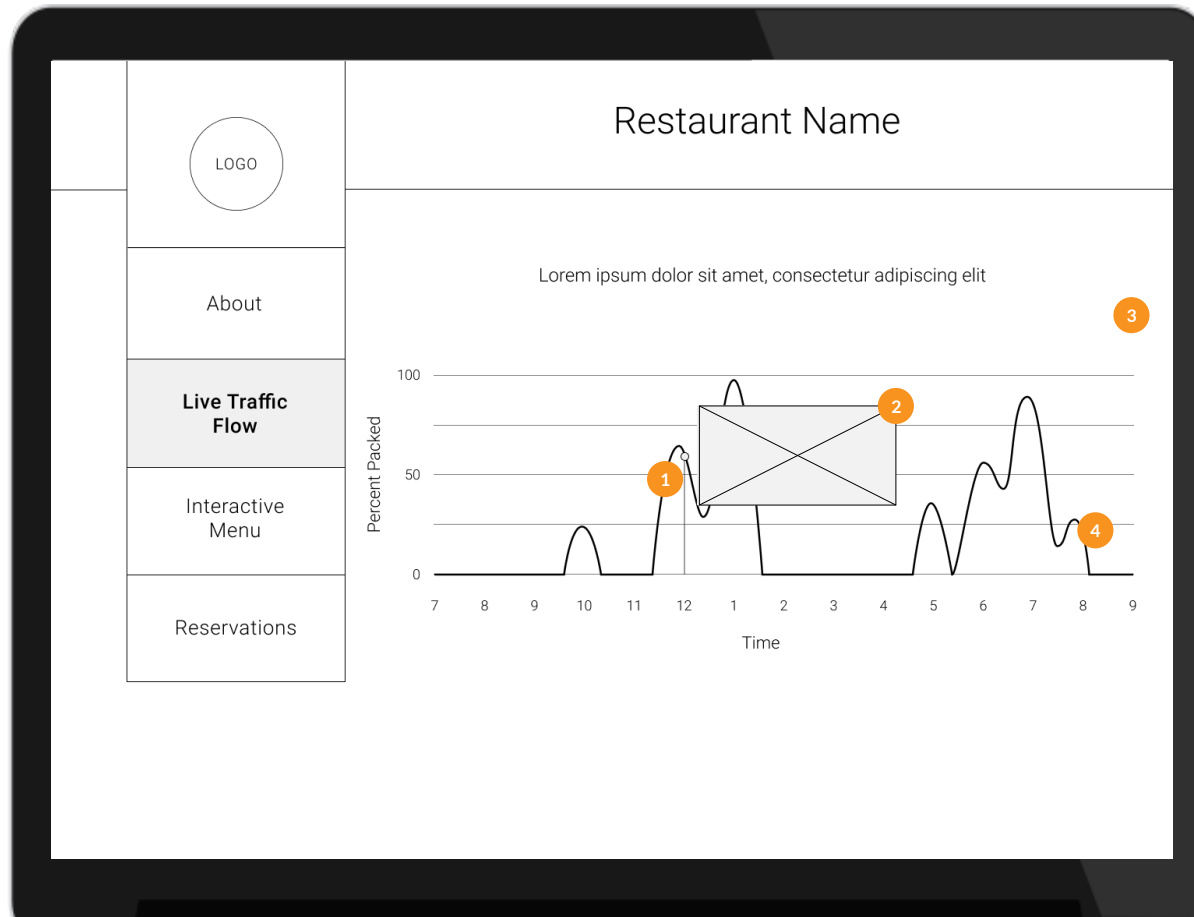 LOGO
Restaurant Name
About
Live Traffic
Flow
Interactive
Menu
Reservations
Lorem ipsum dolor sit amet, consectetur adipiscing elit
3
100
2
Percent Packed
50
1
4
0
7 8 9 10 11 12 1 2 3 4 5 6 7 8 9
Time